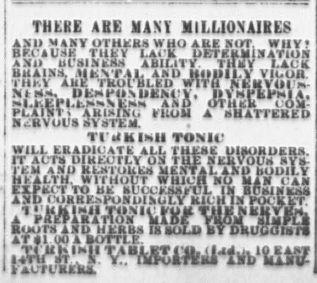 THERE ARE MANY MILLIONAIRES
AND MANY OTHERS WHO ARE NOT. WHY?
BECAUSE THEY LACK DETERMINATION
AND BUSINESS ABILITY. THEY LACK
BRAINS, MENTAL AND BODILY VIGOR.
THEY ARE TROUBLED WITH NERVOUS-
NESS, DESPONDENCY, DYSPEPSIA,
SLEEPLESSNESS AND OTHER COM-
PLAINTS ARISING FROM A SHATTERED
NERVOUS SYSTEM.
TURKISH TONIC
WILL ERADICATE ALL THESE DISORDERS.
IT ACTS DIRECTLY ON THE NERVOUS SYS-
TEM AND RESTORES MENTAL AND BODILY
HEALTH, WITHOUT WHICH NO MAN CAN
EXPECT TO BE SUCCESSFUL IN BUSINESS
AND CORRESPONDINGLY RICH IN POCKET.
TURKISH TONIC FOR THE NERVES,
A PREPARATION MADE FROM SIMPLE
ROOTS AND HERBS IS SOLD BY DRUGGISTS
AT $1.00 A BOTTLE.
TURKISH TABLET CO. (Ltd.), 10 EAST
14TH ST., N. Y., IMPORTERS AND MANU-
FACTURERS.